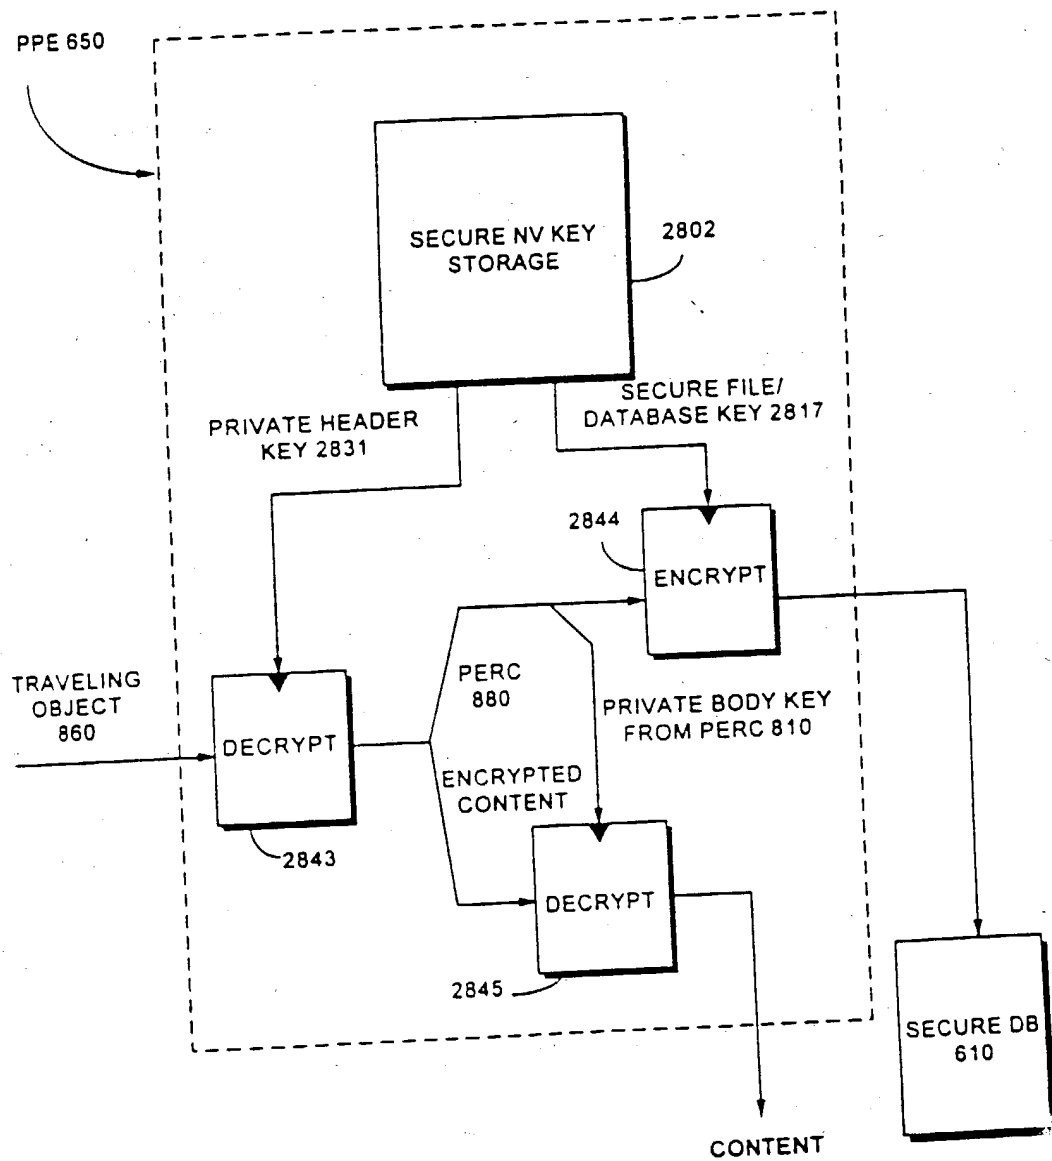 PPE 650
SECURE NV KEY
STORAGE
2802
PRIVATE HEADER
KEY 2831
SECURE FILE/
DATABASE KEY 2817
2844
ENCRYPT
TRAVELING
OBJECT
860
DECRYPT
PERC
880
PRIVATE BODY KEY
FROM PERC 810
ENCRYPTED
CONTENT
2843
DECRYPT
2845
SECURE DB
610
CONTENT